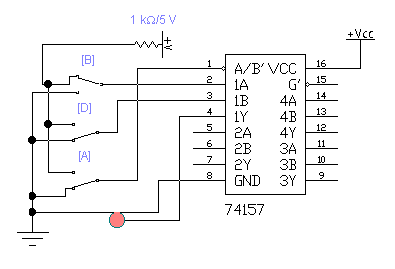 1 kΩ/5 V
+V
+Vcc
[B]
[D]
[A]
1 A/B' VCC 16
2 1A G' 15
3 1B 4A 14
4 1Y 4B 13
5 2A 4Y 12
6 2B 3A 11
7 2Y 3B 10
8 GND 3Y 9
74157